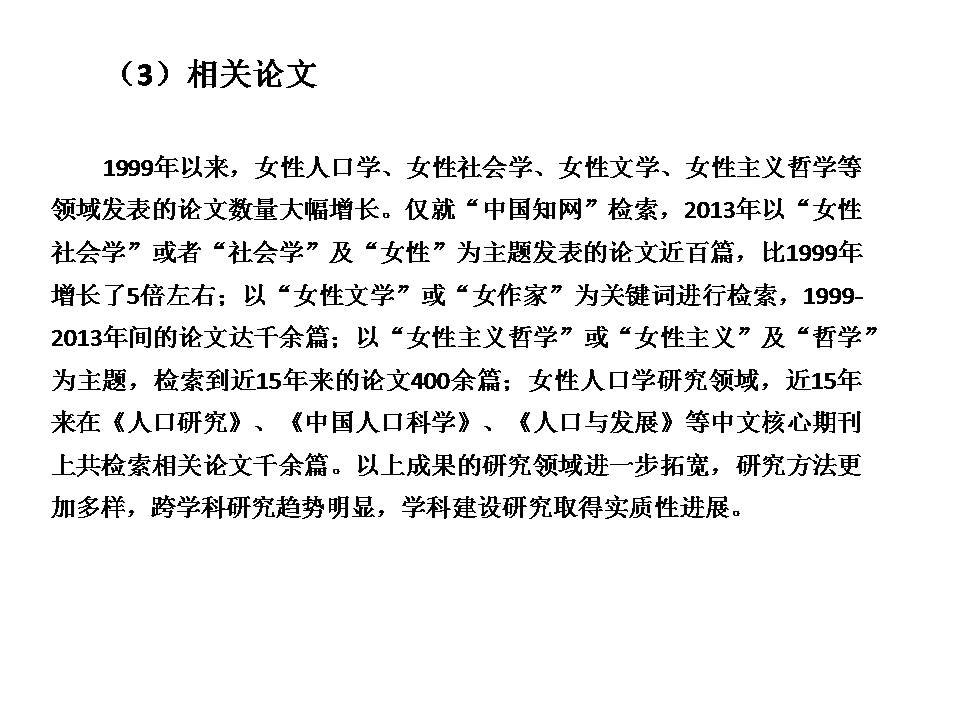 （3）相关论文
1999年以来，女性人口学、女性社会学、女性文学、女性主义哲学等
领域发表的论文数量大幅增长。仅就“中国知网”检索，2013年以“女性
社会学”或者“社会学”及“女性”为主题发表的论文近百篇，比1999年
增长了5倍左右；以“女性文学”或“女作家”为关键词进行检索，1999-
2013年间的论文达千余篇；以“女性主义哲学”或“女性主义”及“哲学”
为主题，检索到近15年来的论文400余篇；女性人口学研究领域，近15年
来在《人口研究》、《中国人口科学》、《人口与发展》等中文核心期刊
上共检索相关论文千余篇。以上成果的研究领域进一步拓宽，研究方法更
加多样，跨学科研究趋势明显，学科建设研究取得实质性进展。